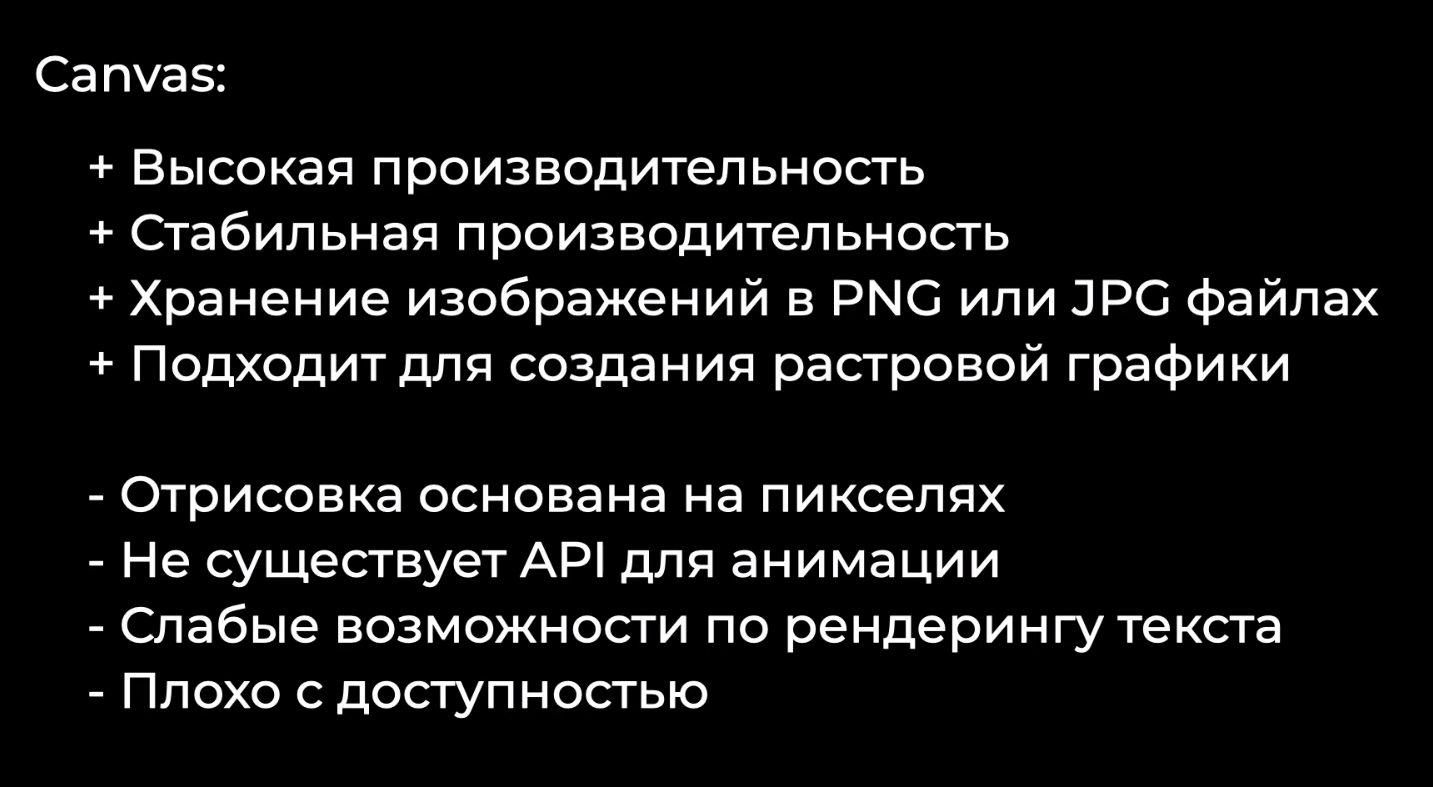 Canvas:
+ Высокая производительность
+ Стабильная производительность
+ Хранение изображений в PNG или JPG файлах
+ Подходит для создания растровой графики
- Отрисовка основана на пикселях
- Не существует API для анимации
- Слабые возможности по рендерингу текста
- Плохо с доступностью